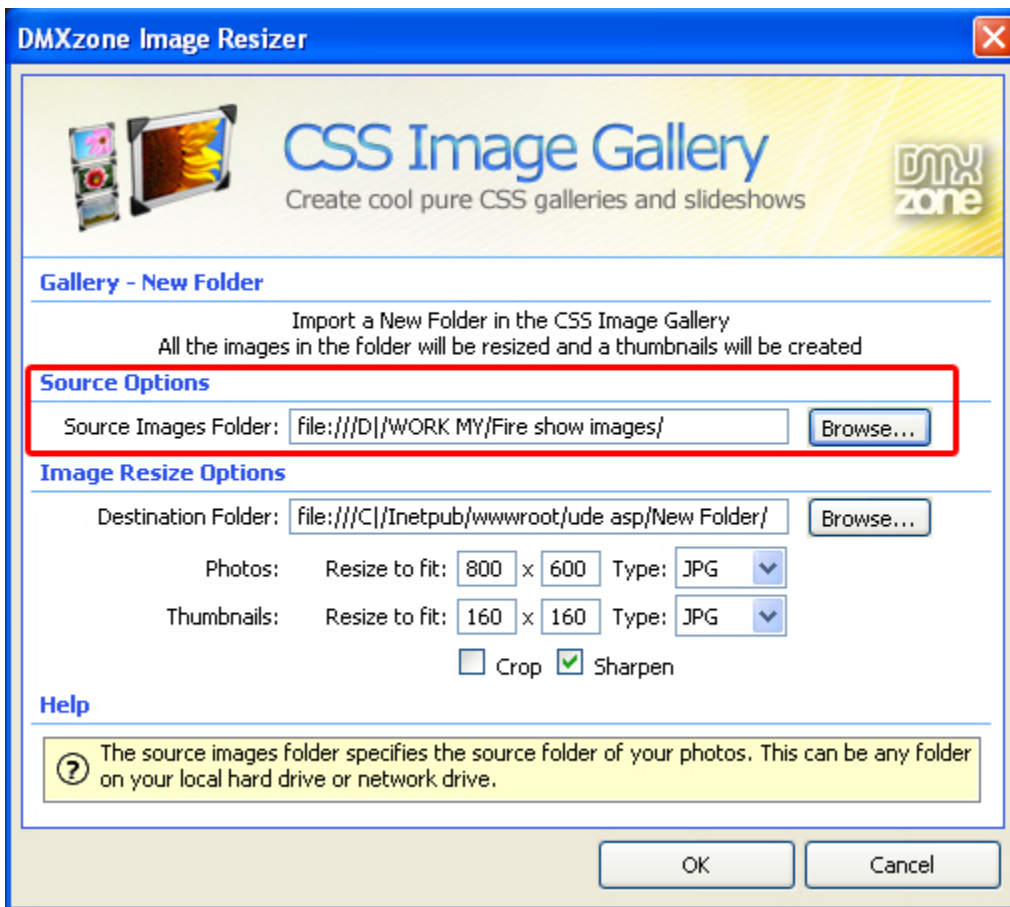 DMXzone Image Resizer
CSS Image Gallery
Create cool pure CSS galleries and slideshows
DMX
zone
Gallery - New Folder
Import a New Folder in the CSS Image Gallery
All the images in the folder will be resized and a thumbnails will be created
Source Options
Source Images Folder: file:///D|/WORK MY/Fire show images/ Browse...
Image Resize Options
Destination Folder: file:///C|/Inetpub/wwwroot/ude asp/New Folder/ Browse...
Photos: Resize to fit: 800 x 600 Type: JPG
Thumbnails: Resize to fit: 160 x 160 Type: JPG
Crop Sharpen
Help
? The source images folder specifies the source folder of your photos. This can be any folder
on your local hard drive or network drive.
OK Cancel